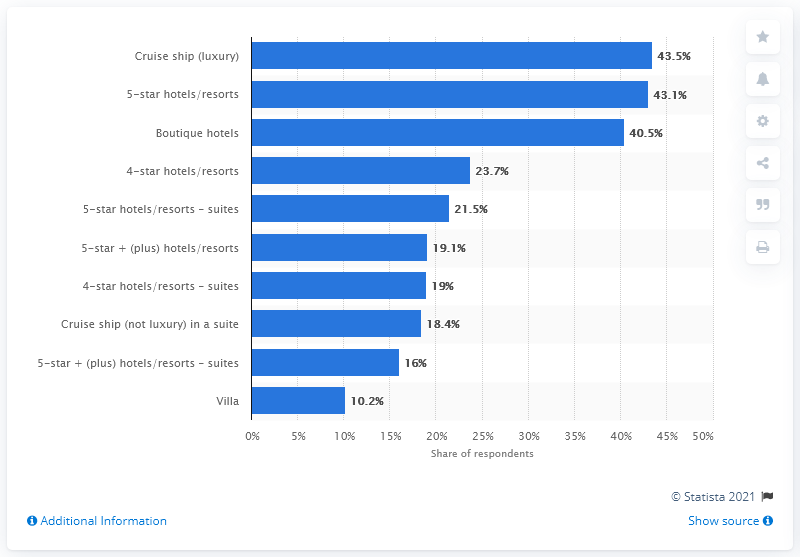 Cruise ship (luxury) 43.5%
5-star hotels/resorts 43.1%
Boutique hotels 40.5%
4-star hotels/resorts 23.7%
5-star hotels/resorts – suites 21.5%
5-star + (plus) hotels/resorts 19.1%
4-star hotels/resorts – suites 19%
Cruise ship (not luxury) in a suite 18.4%
5-star + (plus) hotels/resorts – suites 16%
Villa 10.2%
0% 5% 10% 15% 20% 25% 30% 35% 40% 45% 50%
Share of respondents
© Statista 2021
Additional Information Show source